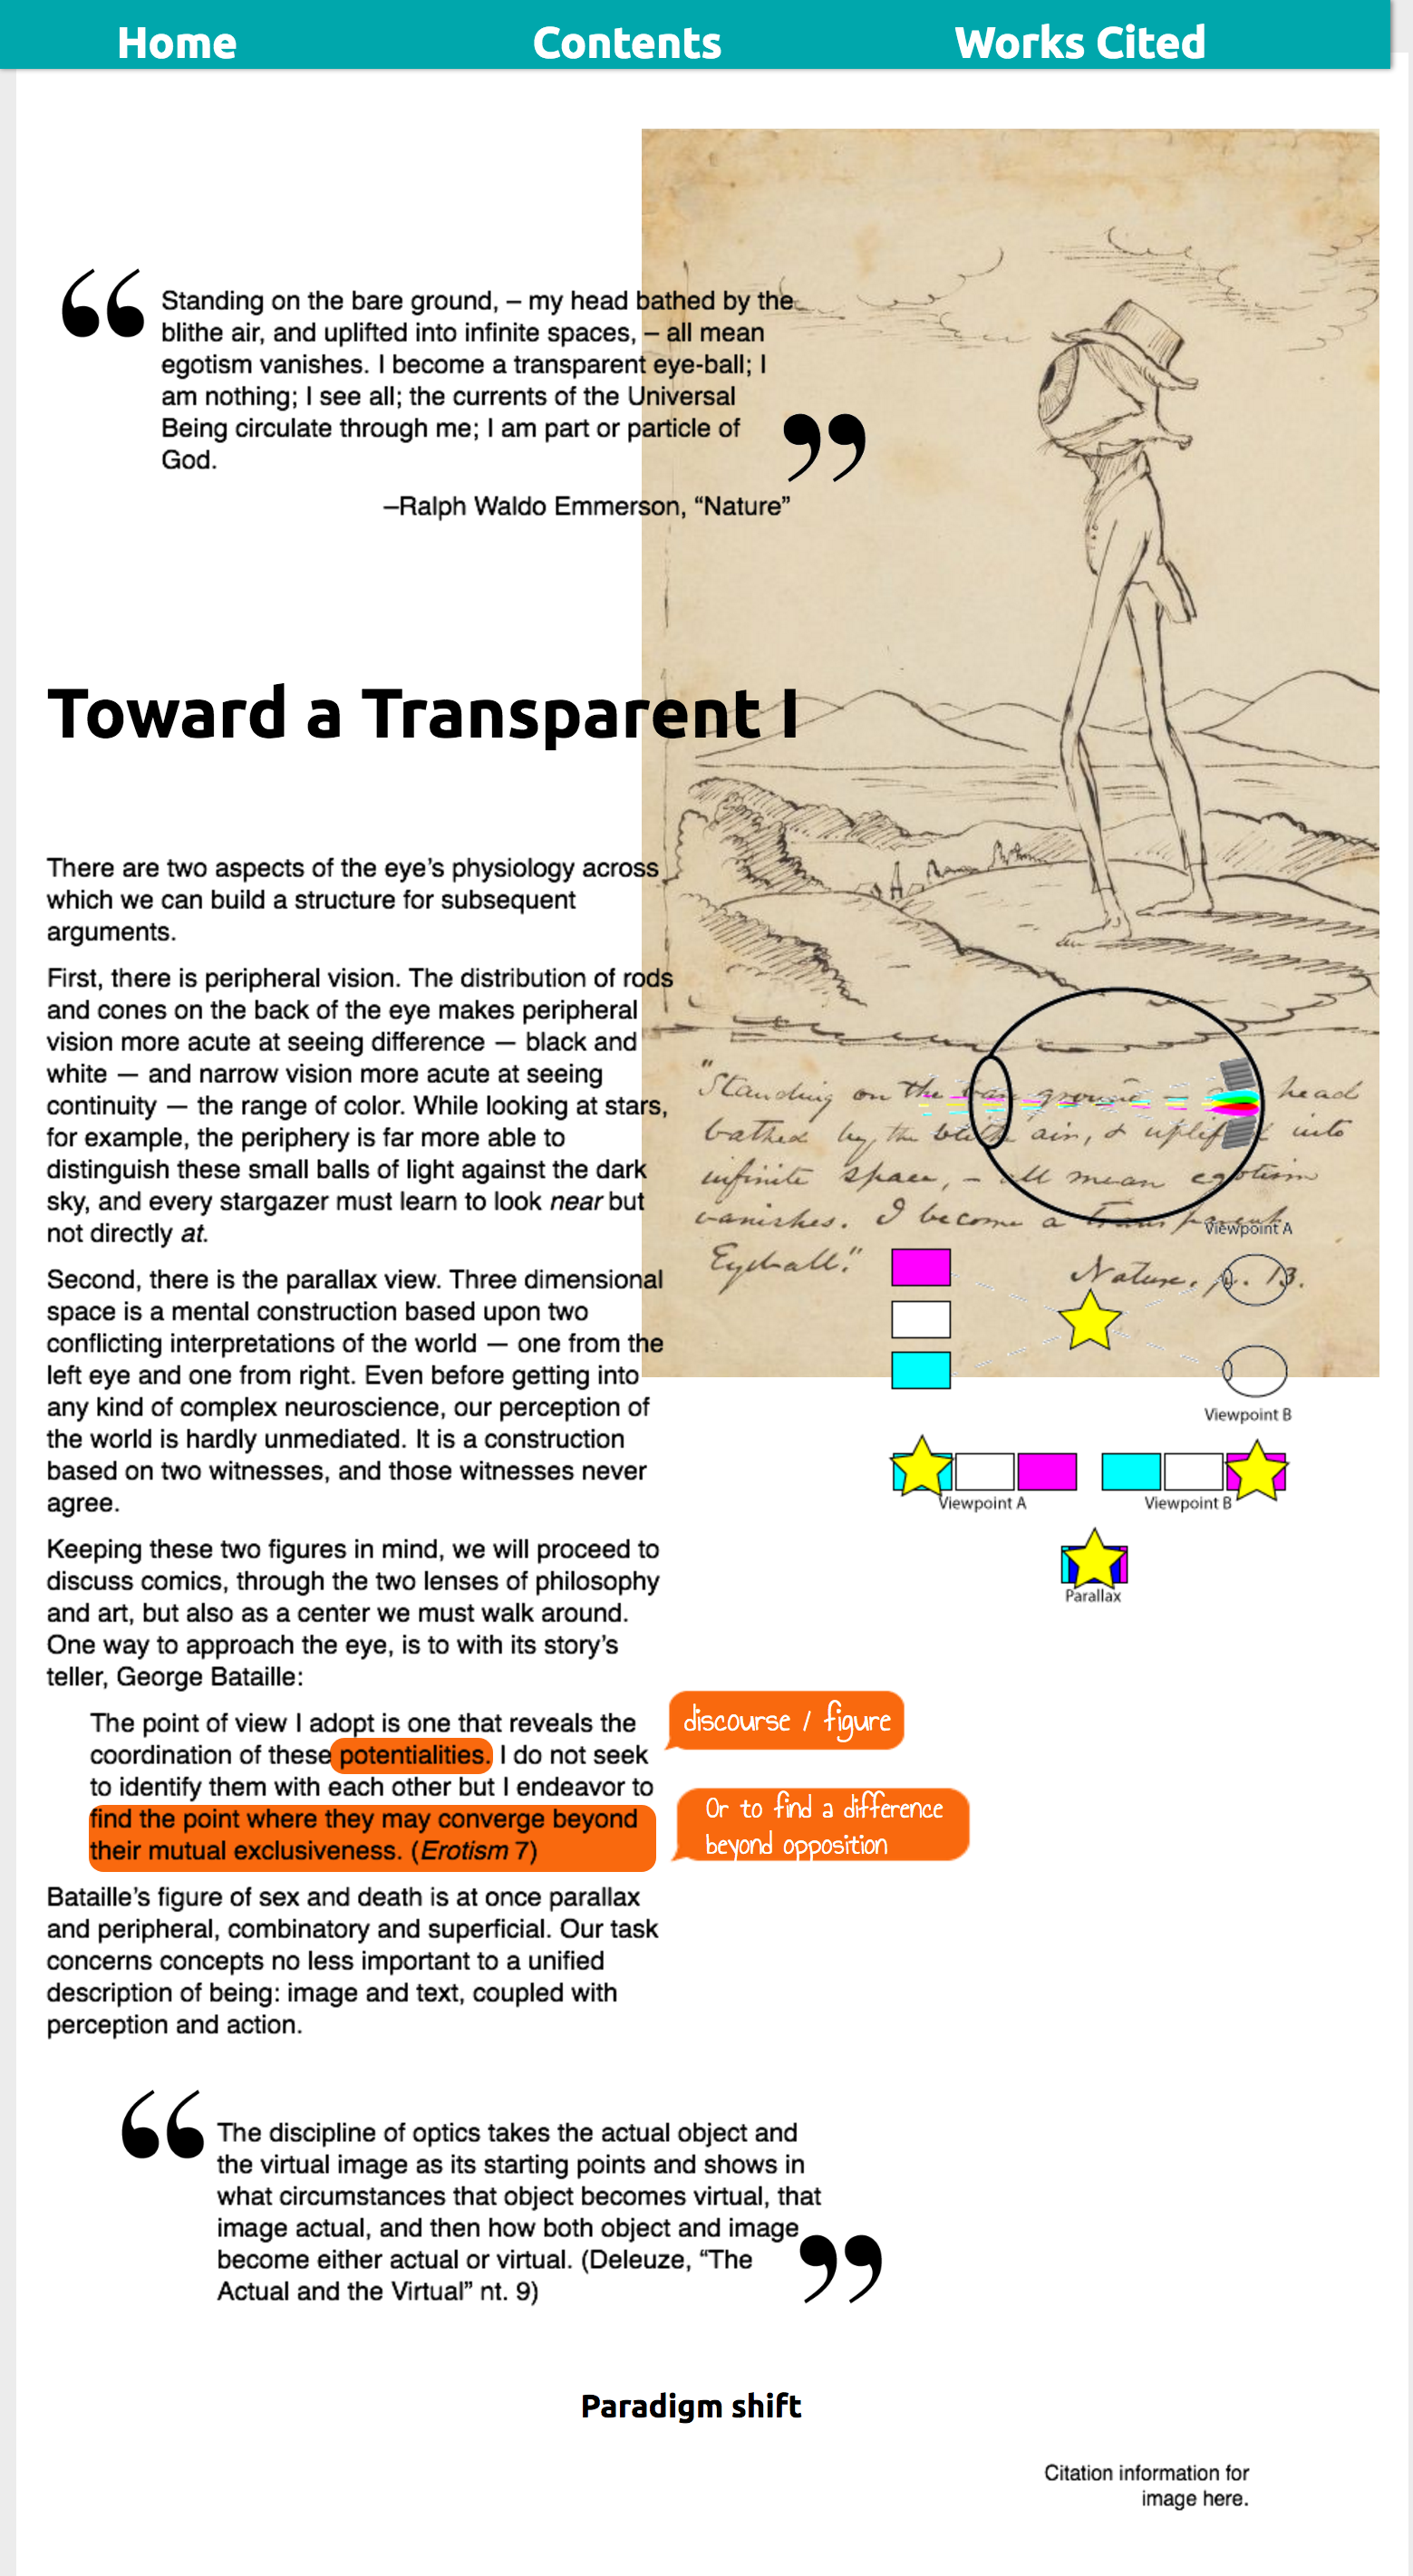 Home Contents Works Cited
“ Standing on the bare ground, – my head bathed by the
blithe air, and uplifted into infinite spaces, – all mean
egotism vanishes. I become a transparent eye-ball; I
am nothing; I see all; the currents of the Universal
Being circulate through me; I am part or particle of
God. ”
–Ralph Waldo Emmerson, “Nature”
Toward a Transparent I
There are two aspects of the eye’s physiology across
which we can build a structure for subsequent
arguments.
First, there is peripheral vision. The distribution of rods
and cones on the back of the eye makes peripheral
vision more acute at seeing difference — black and
white — and narrow vision more acute at seeing
continuity — the range of color. While looking at stars,
for example, the periphery is far more able to
distinguish these small balls of light against the dark
sky, and every stargazer must learn to look near but
not directly at.
Second, there is the parallax view. Three dimensional
space is a mental construction based upon two
conflicting interpretations of the world — one from the
left eye and one from right. Even before getting into
any kind of complex neuroscience, our perception of
the world is hardly unmediated. It is a construction
based on two witnesses, and those witnesses never
agree.
"Standing on the bare ground — head
bathed by the blithe air, & uplifted into
infinite space, – all mean egotism
vanishes. I become a transparent
Eyeball."
Nature. p. 13.
Viewpoint A
Viewpoint B
Viewpoint A
Viewpoint B
Parallax
Keeping these two figures in mind, we will proceed to
discuss comics, through the two lenses of philosophy
and art, but also as a center we must walk around.
One way to approach the eye, is to with its story’s
teller, George Bataille:
The point of view I adopt is one that reveals the
coordination of these potentialities. I do not seek
to identify them with each other but I endeavor to
find the point where they may converge beyond
their mutual exclusiveness. (Erotism 7)
discourse / figure
Or to find a difference
beyond opposition
Bataille’s figure of sex and death is at once parallax
and peripheral, combinatory and superficial. Our task
concerns concepts no less important to a unified
description of being: image and text, coupled with
perception and action.
“ The discipline of optics takes the actual object and
the virtual image as its starting points and shows in
what circumstances that object becomes virtual, that
image actual, and then how both object and image
become either actual or virtual. (Deleuze, “The
Actual and the Virtual” nt. 9) ”
Paradigm shift
Citation information for
image here.